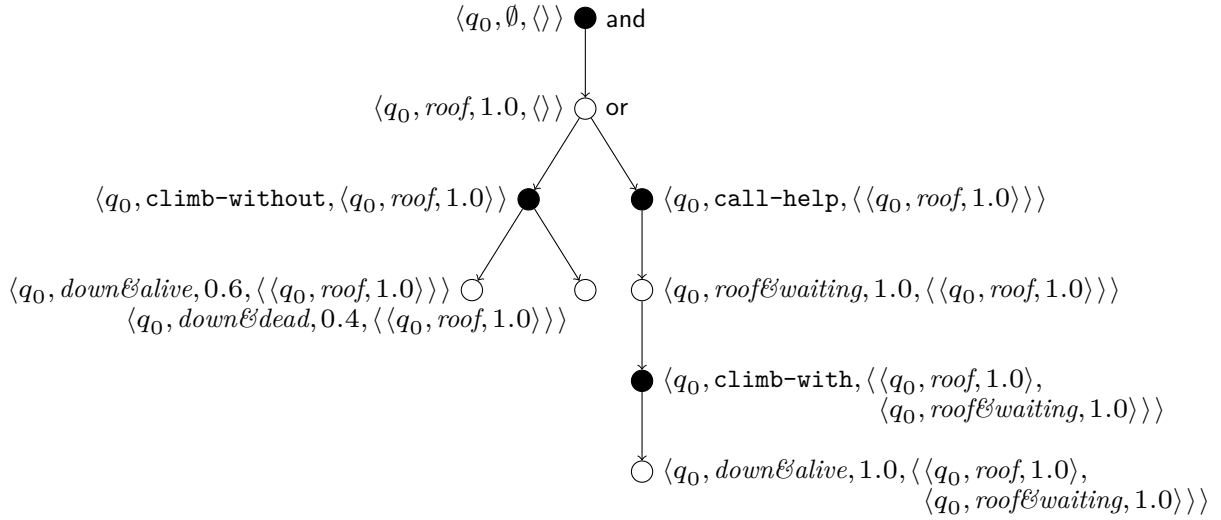 ⟨q₀, ∅, ⟨⟩⟩ and
⟨q₀, roof, 1.0, ⟨⟩⟩ or
⟨q₀, climb-without, ⟨q₀, roof, 1.0⟩⟩
⟨q₀, call-help, ⟨⟨q₀, roof, 1.0⟩⟩⟩
⟨q₀, down&alive, 0.6, ⟨⟨q₀, roof, 1.0⟩⟩⟩
⟨q₀, down&dead, 0.4, ⟨⟨q₀, roof, 1.0⟩⟩⟩
⟨q₀, roof&waiting, 1.0, ⟨⟨q₀, roof, 1.0⟩⟩⟩
⟨q₀, climb-with, ⟨⟨q₀, roof, 1.0⟩,
⟨q₀, roof&waiting, 1.0⟩⟩⟩
⟨q₀, down&alive, 1.0, ⟨⟨q₀, roof, 1.0⟩,
⟨q₀, roof&waiting, 1.0⟩⟩⟩